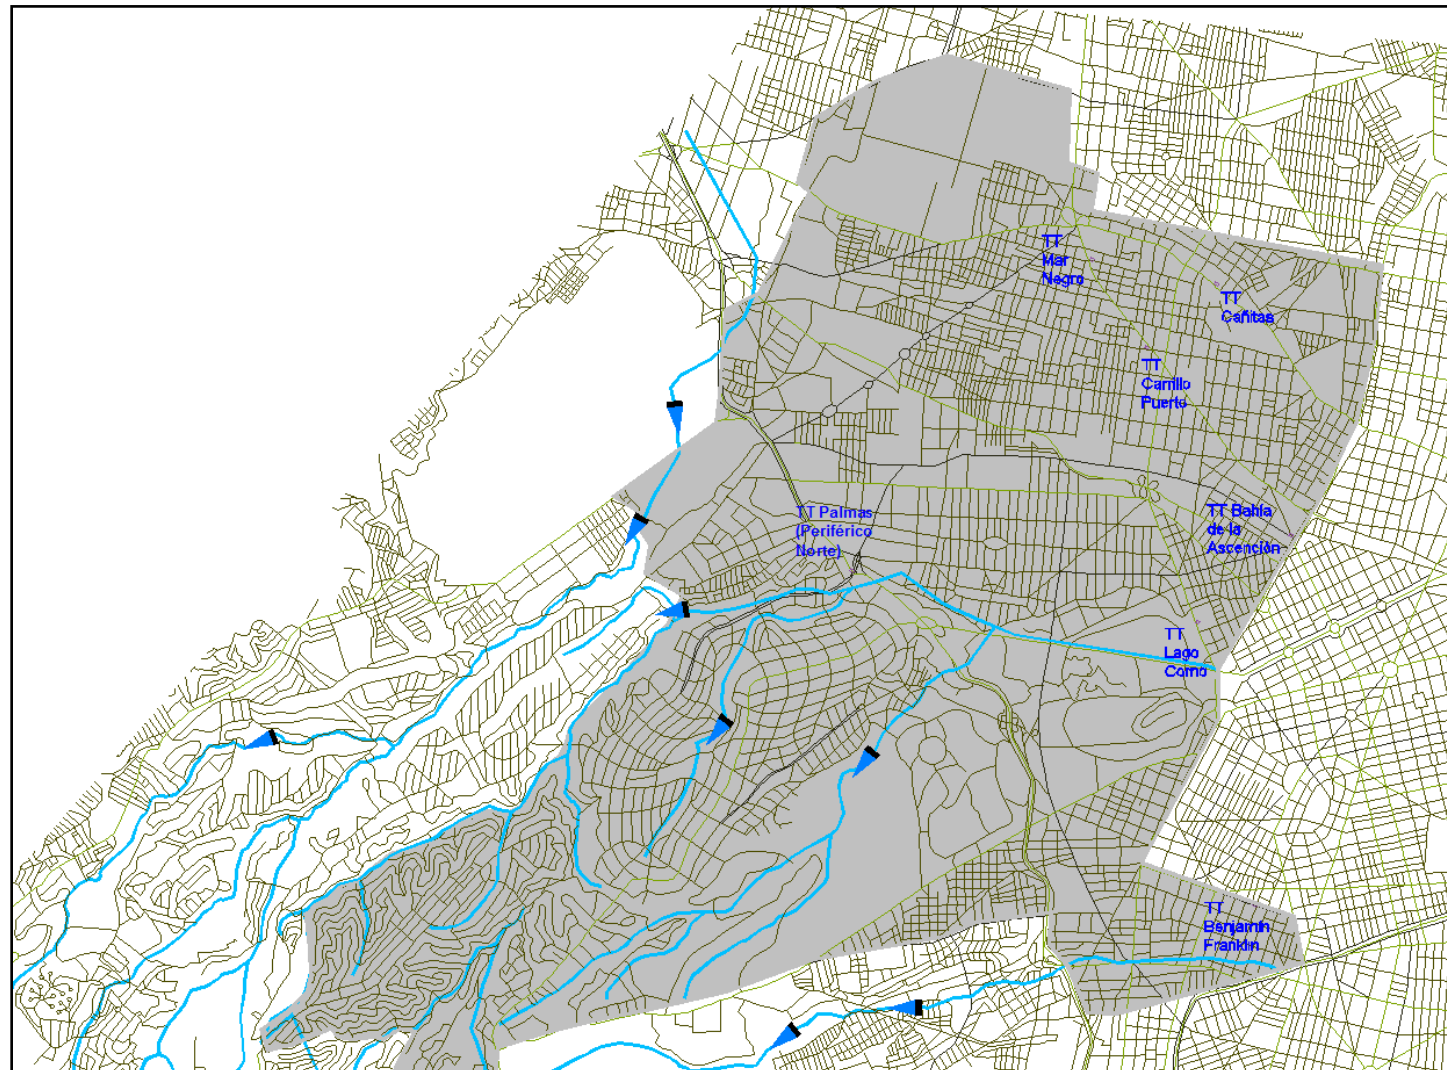 TT
Mar
Negro
TT
Cañitas
TT
Carrillo
Puerto
TT Palmas
(Periférico
Norte)
TT Bahía
de la
Ascención
TT
Lago
Como
TT
Benjamín
Franklin